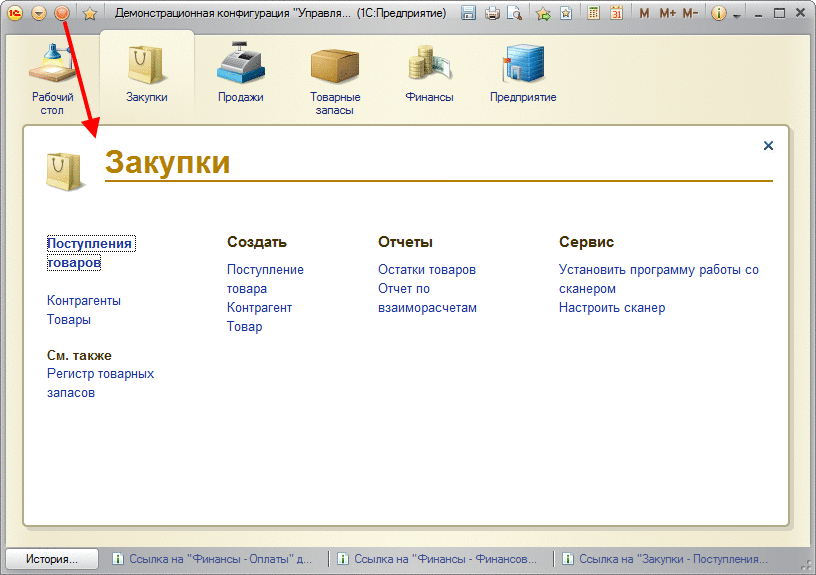 1С Демонстрационная конфигурация "Управля... (1С:Предприятие) 31 M M+ M- i
Рабочий стол
Закупки
Продажи
Товарные запасы
Финансы
Предприятие
Закупки
Поступления
товаров
Контрагенты
Товары
См. также
Регистр товарных
запасов
Создать
Поступление
товара
Контрагент
Товар
Отчеты
Остатки товаров
Отчет по
взаиморасчетам
Сервис
Установить программу работы со
сканером
Настроить сканер
История...
Ссылка на "Финансы - Оплаты" д...
Ссылка на "Финансы - Финансов...
Ссылка на "Закупки - Поступления...